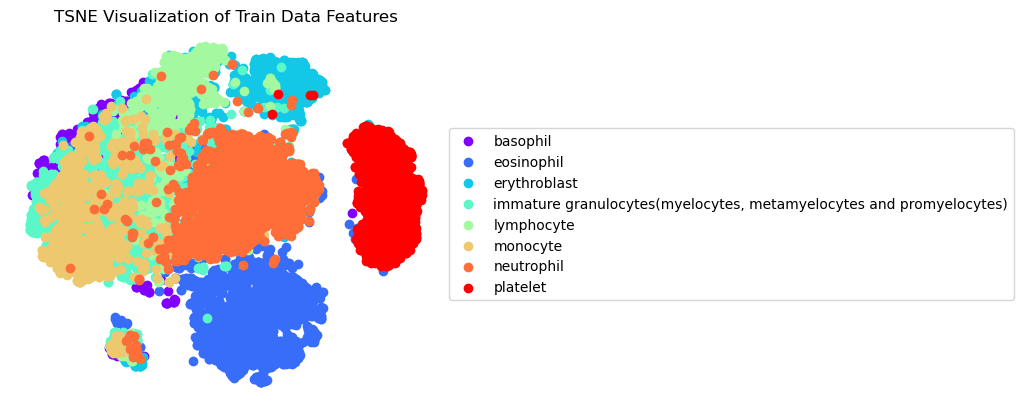 TSNE Visualization of Train Data Features
basophil
eosinophil
erythroblast
immature granulocytes(myelocytes, metamyelocytes and promyelocytes)
lymphocyte
monocyte
neutrophil
platelet